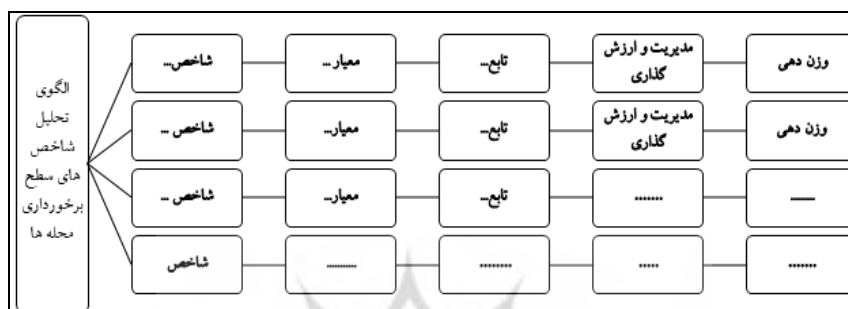 الگوی
تحلیل
شاخص
های سطح
برخورداری
محله ها
شاخص...
معیار...
تابع...
مدیریت و ارزش
گذاری
وزن دهی
شاخص ...
معیار...
تابع...
مدیریت و ارزش
گذاری
وزن دهی
شاخص ...
معیار...
تابع...
.......
........
شاخص
...........
........
.....
.......